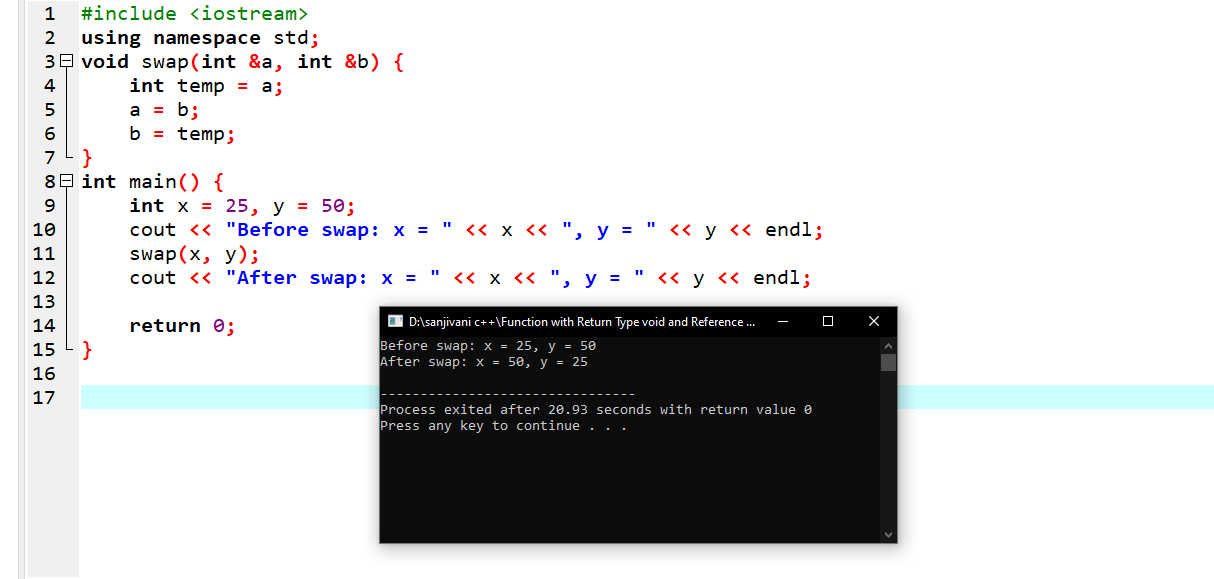 1 #include <iostream>
2 using namespace std;
3 void swap(int &a, int &b) {
4     int temp = a;
5     a = b;
6     b = temp;
7 }
8 int main() {
9     int x = 25, y = 50;
10     cout << "Before swap: x = " << x << ", y = " << y << endl;
11     swap(x, y);
12     cout << "After swap: x = " << x << ", y = " << y << endl;
13
14     return 0;
15 }
16
17
D:\sanjivani c++\Function with Return Type void and Reference ...
Before swap: x = 25, y = 50
After swap: x = 50, y = 25
--------------------------------
Process exited after 20.93 seconds with return value 0
Press any key to continue . . .